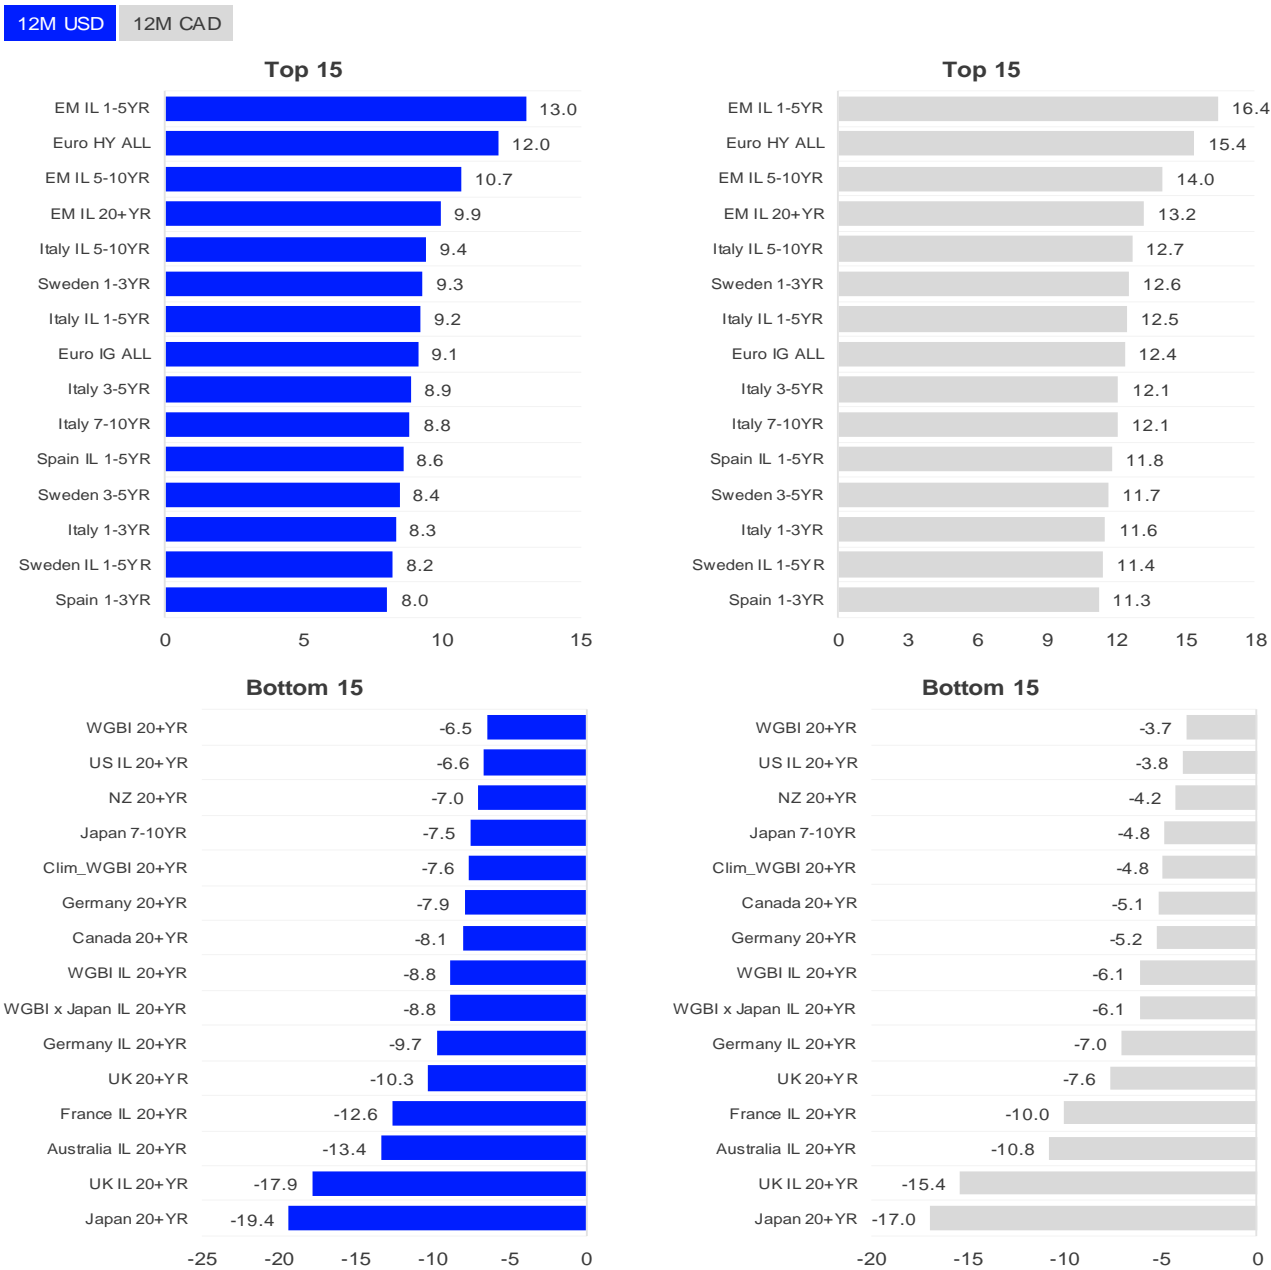 12M USD 12M CAD
Top 15
EM IL 1-5YR 13.0
Euro HY ALL 12.0
EM IL 5-10YR 10.7
EM IL 20+YR 9.9
Italy IL 5-10YR 9.4
Sweden 1-3YR 9.3
Italy IL 1-5YR 9.2
Euro IG ALL 9.1
Italy 3-5YR 8.9
Italy 7-10YR 8.8
Spain IL 1-5YR 8.6
Sweden 3-5YR 8.4
Italy 1-3YR 8.3
Sweden IL 1-5YR 8.2
Spain 1-3YR 8.0
0 5 10 15
Top 15
EM IL 1-5YR 16.4
Euro HY ALL 15.4
EM IL 5-10YR 14.0
EM IL 20+YR 13.2
Italy IL 5-10YR 12.7
Sweden 1-3YR 12.6
Italy IL 1-5YR 12.5
Euro IG ALL 12.4
Italy 3-5YR 12.1
Italy 7-10YR 12.1
Spain IL 1-5YR 11.8
Sweden 3-5YR 11.7
Italy 1-3YR 11.6
Sweden IL 1-5YR 11.4
Spain 1-3YR 11.3
0 3 6 9 12 15 18
Bottom 15
WGBI 20+YR -6.5
US IL 20+YR -6.6
NZ 20+YR -7.0
Japan 7-10YR -7.5
Clim_WGBI 20+YR -7.6
Germany 20+YR -7.9
Canada 20+YR -8.1
WGBI IL 20+YR -8.8
WGBI x Japan IL 20+YR -8.8
Germany IL 20+YR -9.7
UK 20+YR -10.3
France IL 20+YR -12.6
Australia IL 20+YR -13.4
UK IL 20+YR -17.9
Japan 20+YR -19.4
-25 -20 -15 -10 -5 0
Bottom 15
WGBI 20+YR -3.7
US IL 20+YR -3.8
NZ 20+YR -4.2
Japan 7-10YR -4.8
Clim_WGBI 20+YR -4.8
Canada 20+YR -5.1
Germany 20+YR -5.2
WGBI IL 20+YR -6.1
WGBI x Japan IL 20+YR -6.1
Germany IL 20+YR -7.0
UK 20+YR -7.6
France IL 20+YR -10.0
Australia IL 20+YR -10.8
UK IL 20+YR -15.4
Japan 20+YR -17.0
-20 -15 -10 -5 0